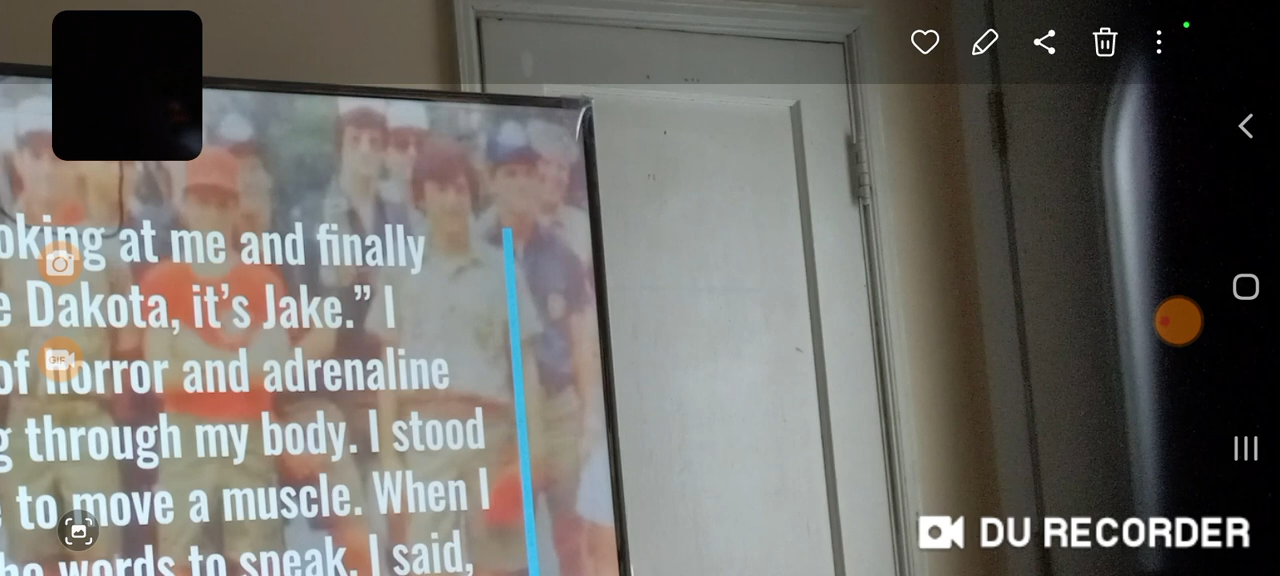 at me and finally
Dakota, it's Jake." I
of horror and adrenaline
through my body. I stood
to move a muscle. When I
words to speak. I said,
GIF
DU RECORDER